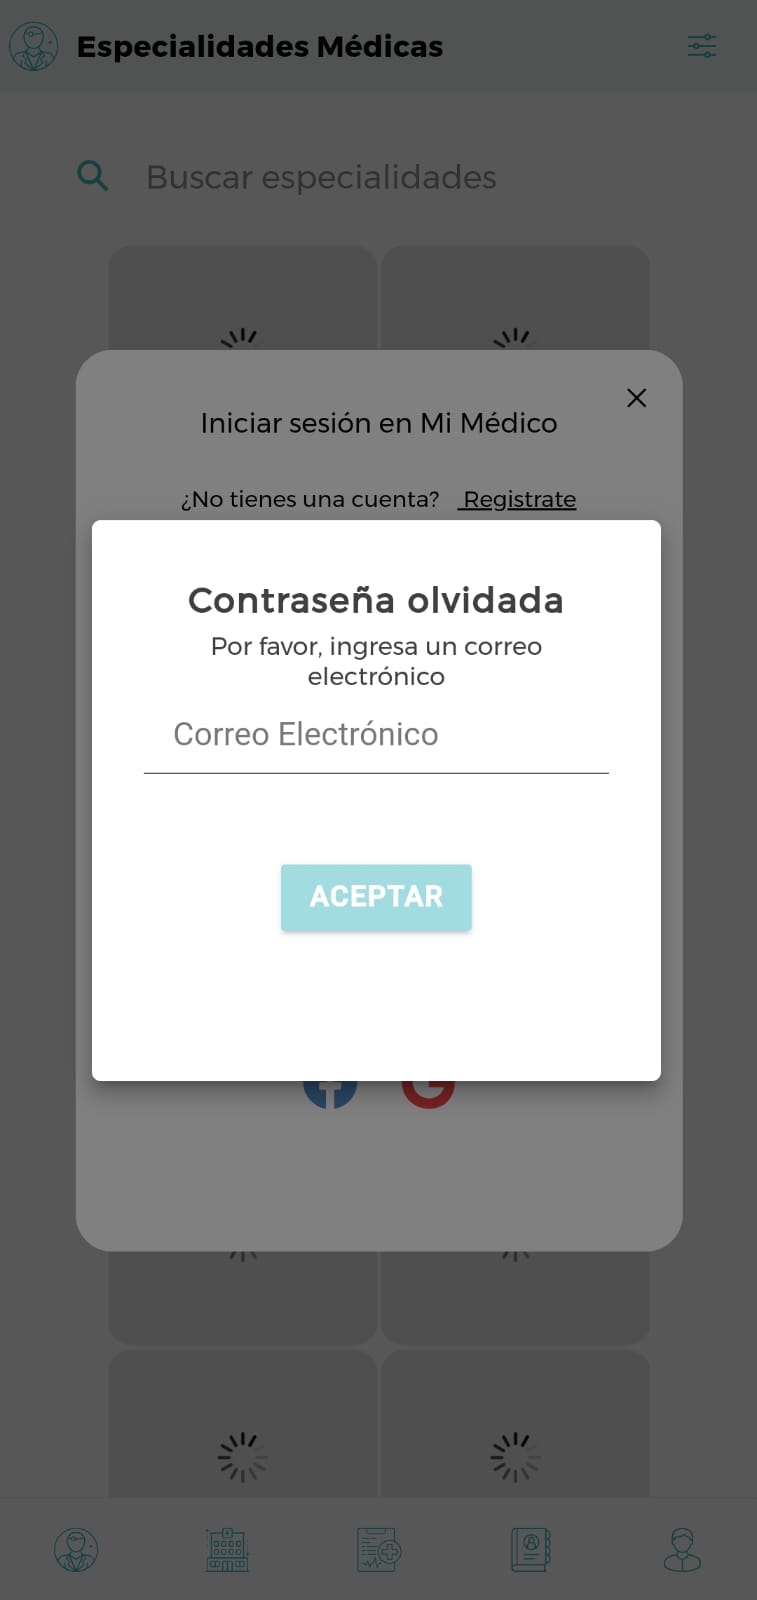 Especialidades Médicas
Buscar especialidades
Iniciar sesión en Mi Médico
¿No tienes una cuenta? Registrate
Contraseña olvidada
Por favor, ingresa un correo
electrónico
Correo Electrónico
ACEPTAR